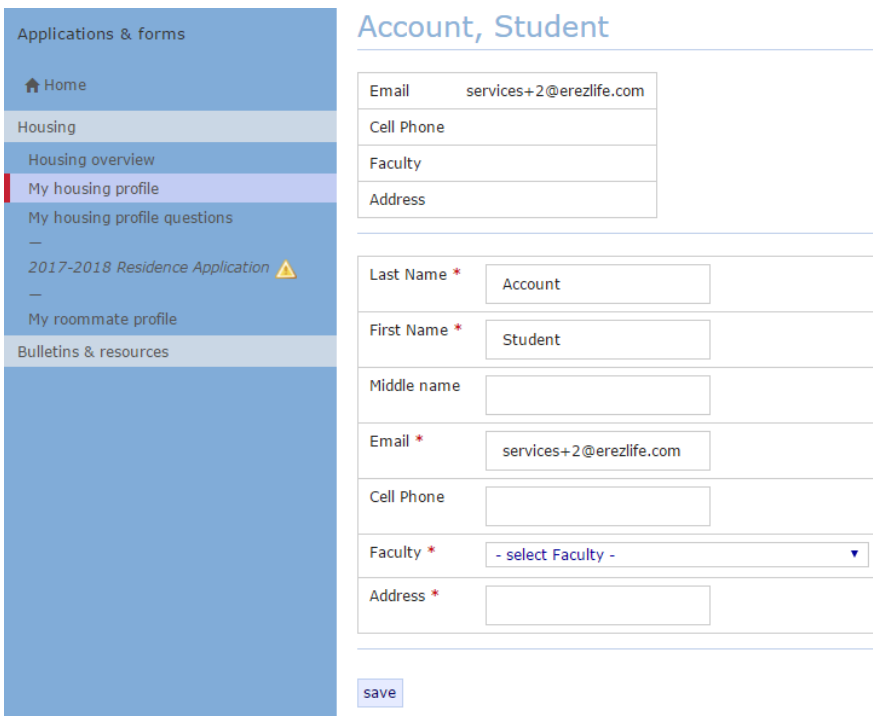 Applications & forms
Home
Housing
Housing overview
My housing profile
My housing profile questions
—
2017-2018 Residence Application
—
My roommate profile
Bulletins & resources
Account, Student
Email services+2@erezlife.com
Cell Phone
Faculty
Address
Last Name * Account
First Name * Student
Middle name
Email * services+2@erezlife.com
Cell Phone
Faculty * - select Faculty -
Address *
save